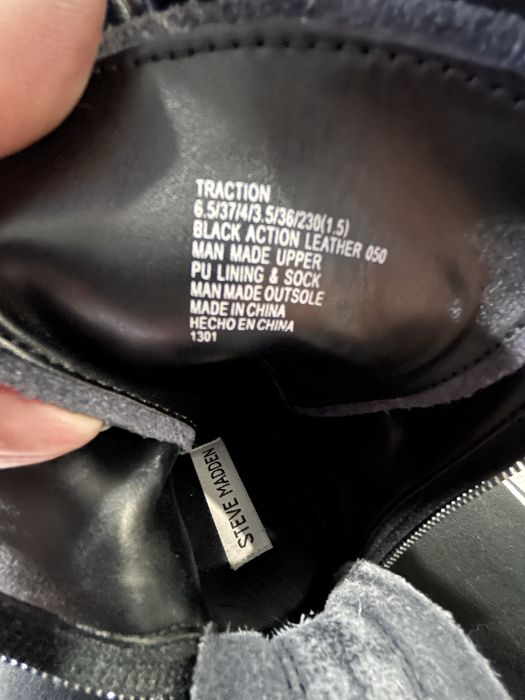 TRACTION
6.5/37/4/3.5/36/230(1.5)
BLACK ACTION LEATHER 050
MAN MADE UPPER
PU LINING & SOCK
MAN MADE OUTSOLE
MADE IN CHINA
HECHO EN CHINA
1301
STEVE MADDEN